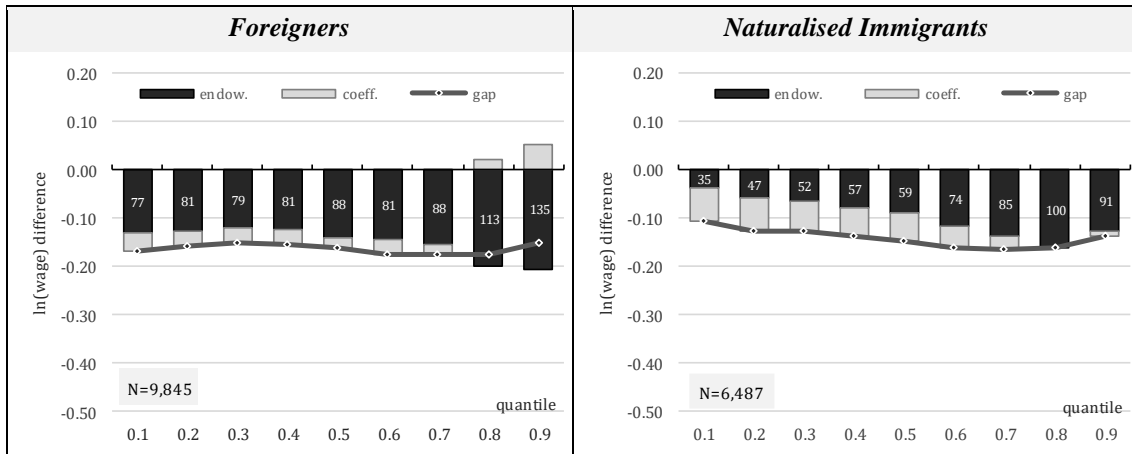 Foreigners
0.20
endow. coeff. gap
0.10
0.00
77 81 79 81 88 81 88 113 135
-0.10
-0.20
-0.30
-0.40
-0.50
ln(wage) difference
N=9,845
quantile
0.1 0.2 0.3 0.4 0.5 0.6 0.7 0.8 0.9
Naturalised Immigrants
0.20
endow. coeff. gap
0.10
0.00
35 47 52 57 59 74 85 100 91
-0.10
-0.20
-0.30
-0.40
-0.50
ln(wage) difference
N=6,487
quantile
0.1 0.2 0.3 0.4 0.5 0.6 0.7 0.8 0.9